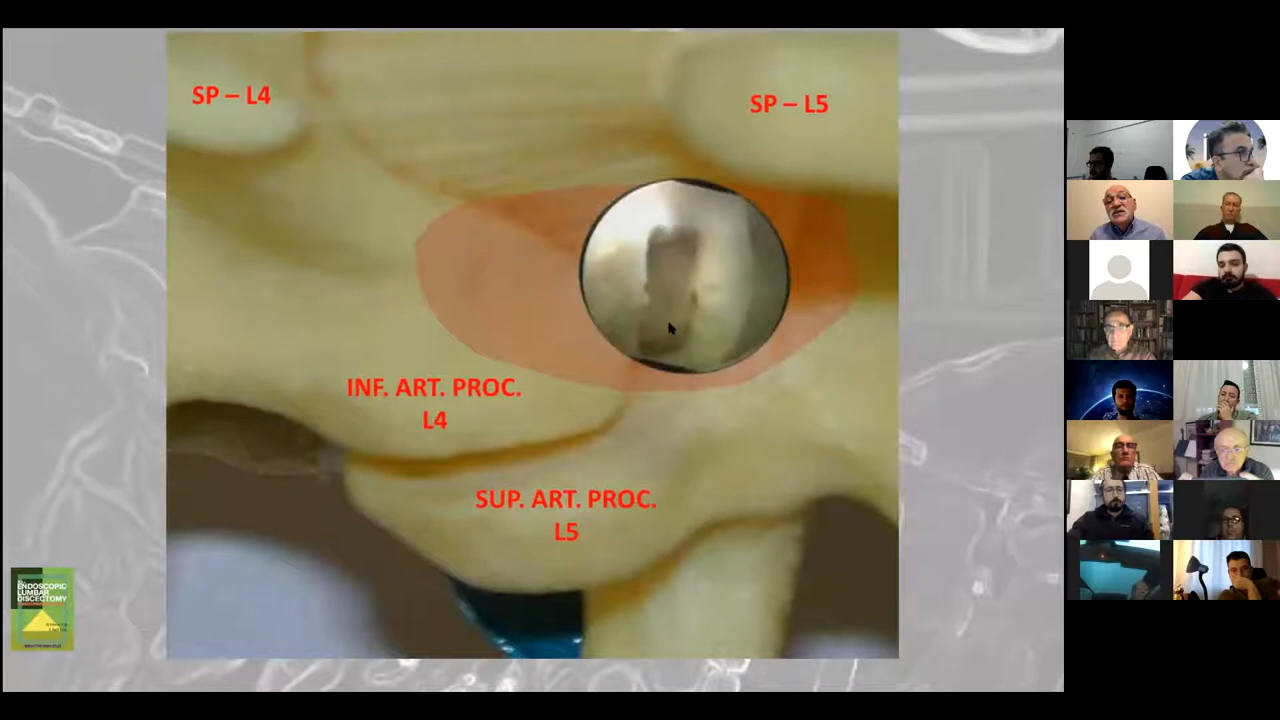 SP – L4
SP – L5
INF. ART. PROC.
L4
SUP. ART. PROC.
L5
ENDOSCOPIC
LUMBAR
DISCECTOMY